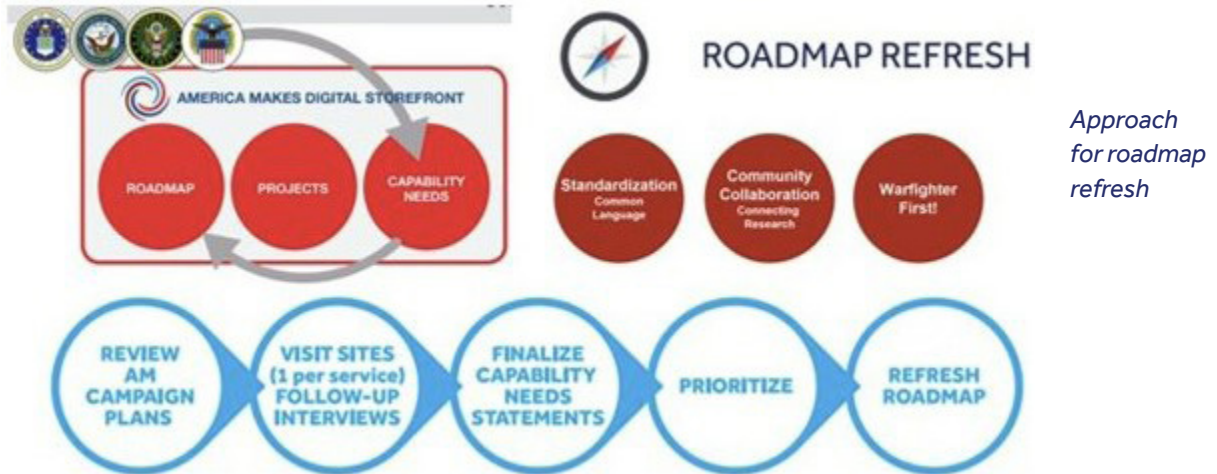 AMERICA MAKES DIGITAL STOREFRONT
ROADMAP
PROJECTS
CAPABILITY
NEEDS
ROADMAP REFRESH
Standardization
Common
Language
Community
Collaboration
Connecting
Research
Warfighter
First!
Approach
for roadmap
refresh
REVIEW
AM
CAMPAIGN
PLANS
VISIT SITES
(1 per service)
FOLLOW-UP
INTERVIEWS
FINALIZE
CAPABILITY
NEEDS
STATEMENTS
PRIORITIZE
REFRESH
ROADMAP